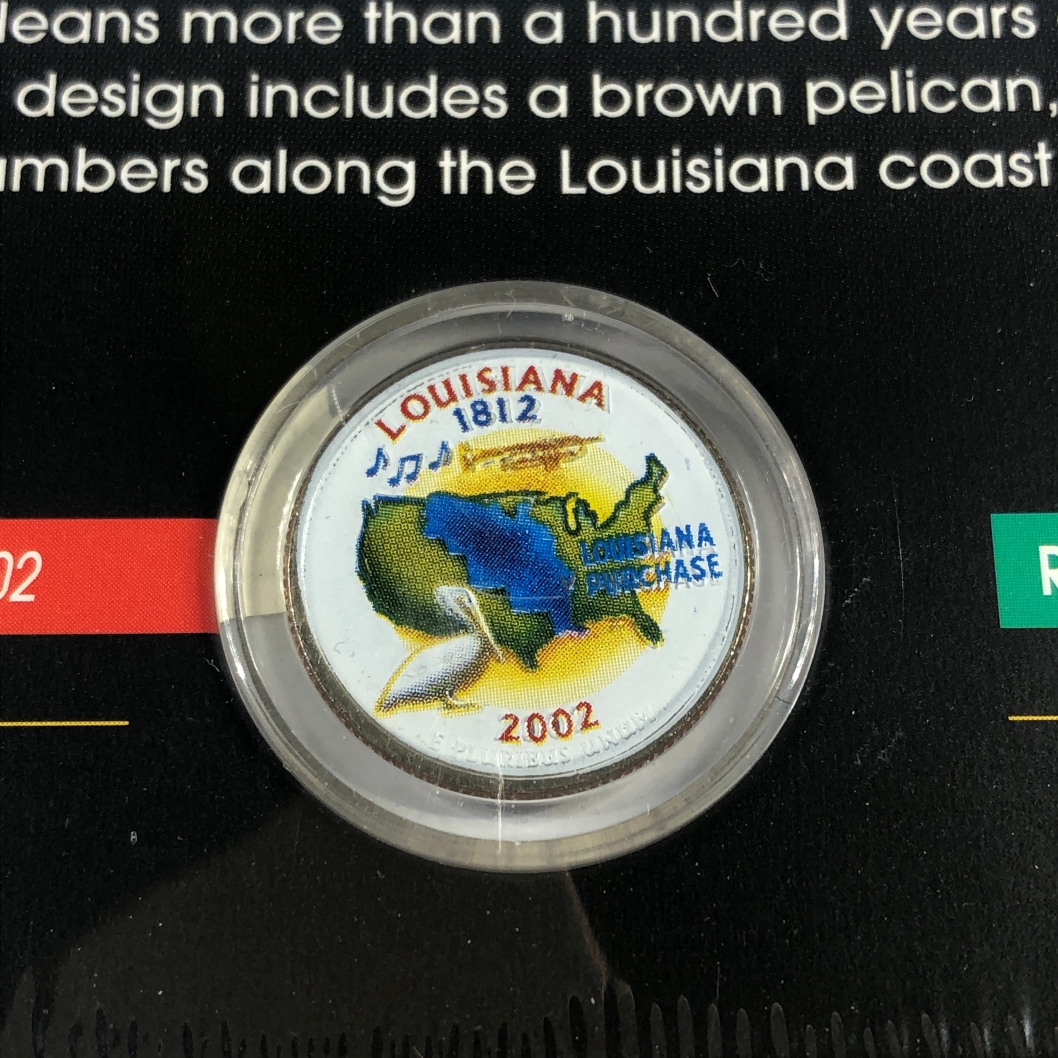 leans more than a hundred years
design includes a brown pelican,
umbers along the Louisiana coast
LOUISIANA
1812
LOUISIANA
PURCHASE
02
R
2002
E PLURIBUS UNUM